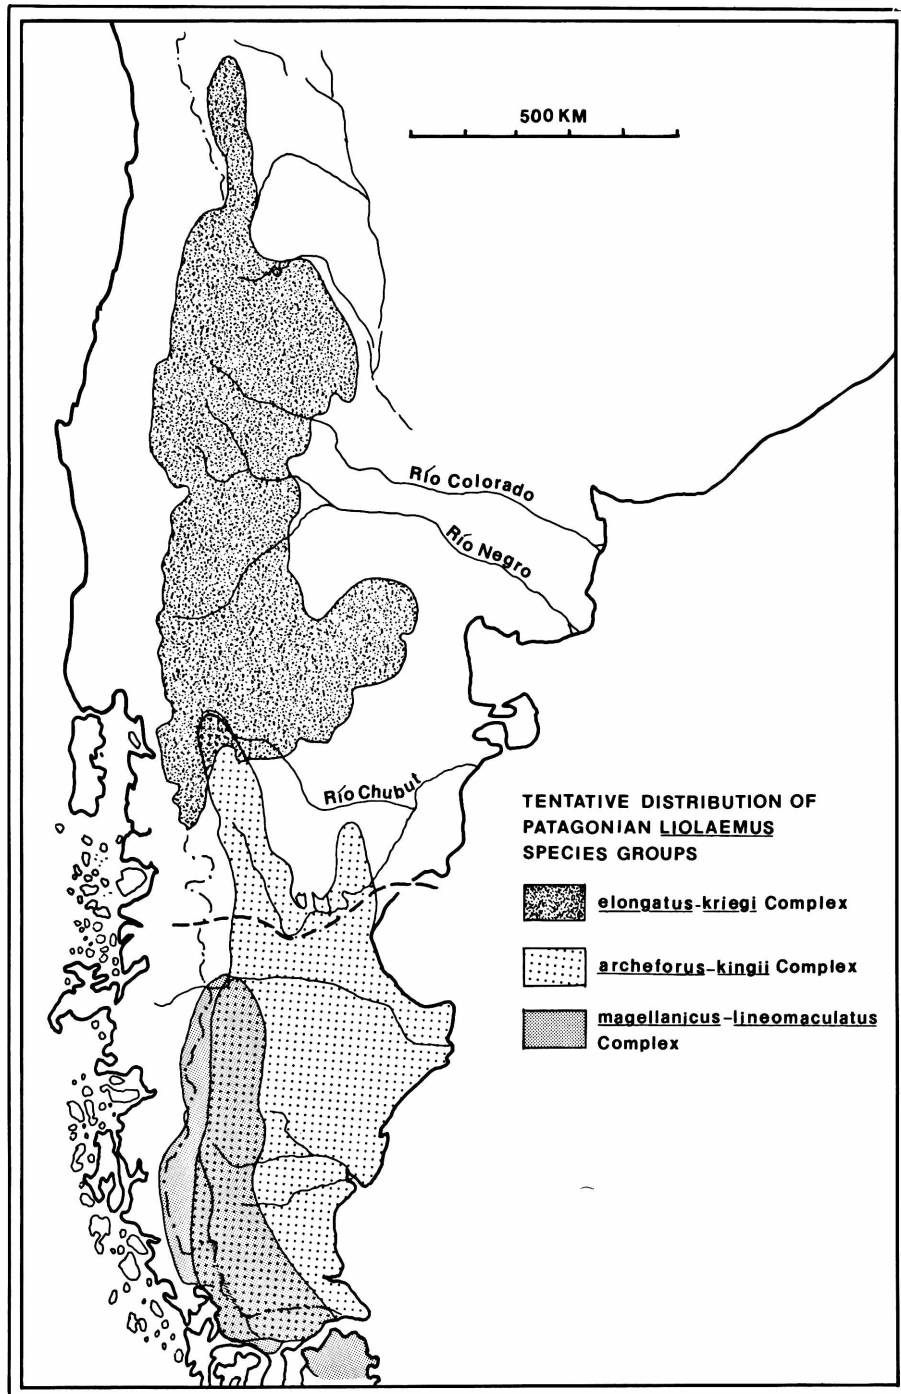 500 KM
Río Colorado
Río Negro
Río Chubut
TENTATIVE DISTRIBUTION OF
PATAGONIAN LIOLAEMUS
SPECIES GROUPS
elongatus-kriegi Complex
archeforus-kingii Complex
magellanicus-lineomaculatus
Complex